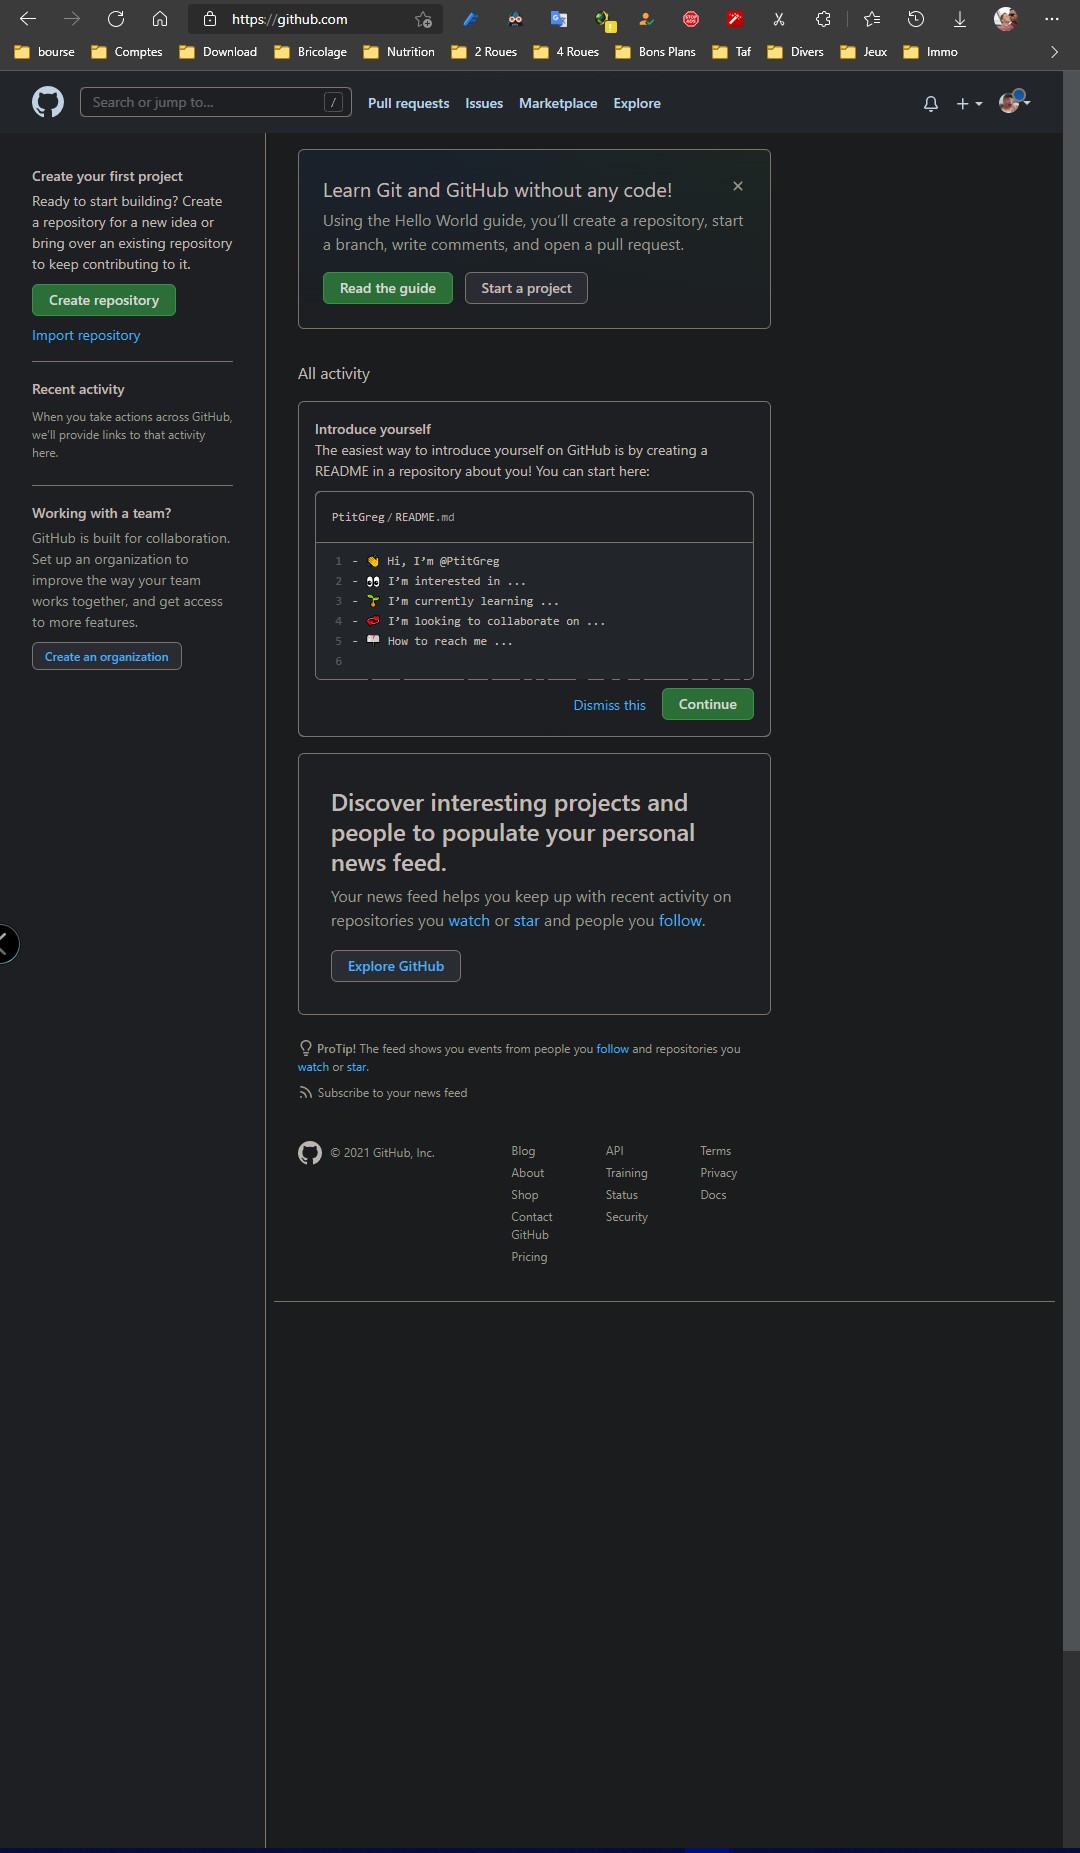 https://github.com
bourse Comptes Download Bricolage Nutrition 2 Roues 4 Roues Bons Plans Taf Divers Jeux Immo
Search or jump to... / Pull requests Issues Marketplace Explore
Create your first project
Ready to start building? Create
a repository for a new idea or
bring over an existing repository
to keep contributing to it.
Create repository
Import repository
Recent activity
When you take actions across GitHub,
we'll provide links to that activity
here.
Working with a team?
GitHub is built for collaboration.
Set up an organization to
improve the way your team
works together, and get access
to more features.
Create an organization
Learn Git and GitHub without any code!
Using the Hello World guide, you'll create a repository, start
a branch, write comments, and open a pull request.
Read the guide Start a project
All activity
Introduce yourself
The easiest way to introduce yourself on GitHub is by creating a
README in a repository about you! You can start here:
PtitGreg/README.md
1 - 👋 Hi, I'm @PtitGreg
2 - 👀 I'm interested in ...
3 - 🌱 I'm currently learning ...
4 - 💞️ I'm looking to collaborate on ...
5 - 📫 How to reach me ...
6
Dismiss this Continue
Discover interesting projects and
people to populate your personal
news feed.
Your news feed helps you keep up with recent activity on
repositories you watch or star and people you follow.
Explore GitHub
ProTip! The feed shows you events from people you follow and repositories you
watch or star.
Subscribe to your news feed
© 2021 GitHub, Inc.
Blog
About
Shop
Contact
GitHub
Pricing
API
Training
Status
Security
Terms
Privacy
Docs